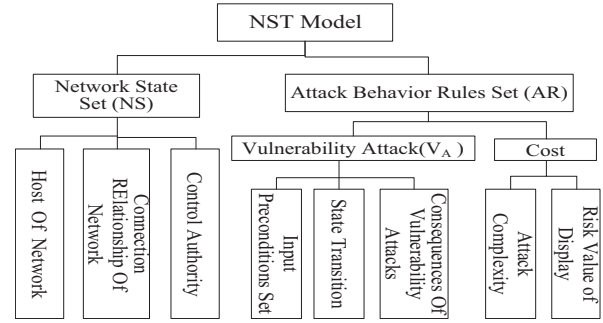 NST Model
Network State
Set (NS)
Attack Behavior Rules Set (AR)
Vulnerability Attack(VA )
Cost
Host Of Network
Connection
RElationship Of
Network
Control Authority
Input
Preconditions Set
State Transition
Consequences Of
Vulnerability
Attacks
Attack
Complexity
Risk Value of
Display